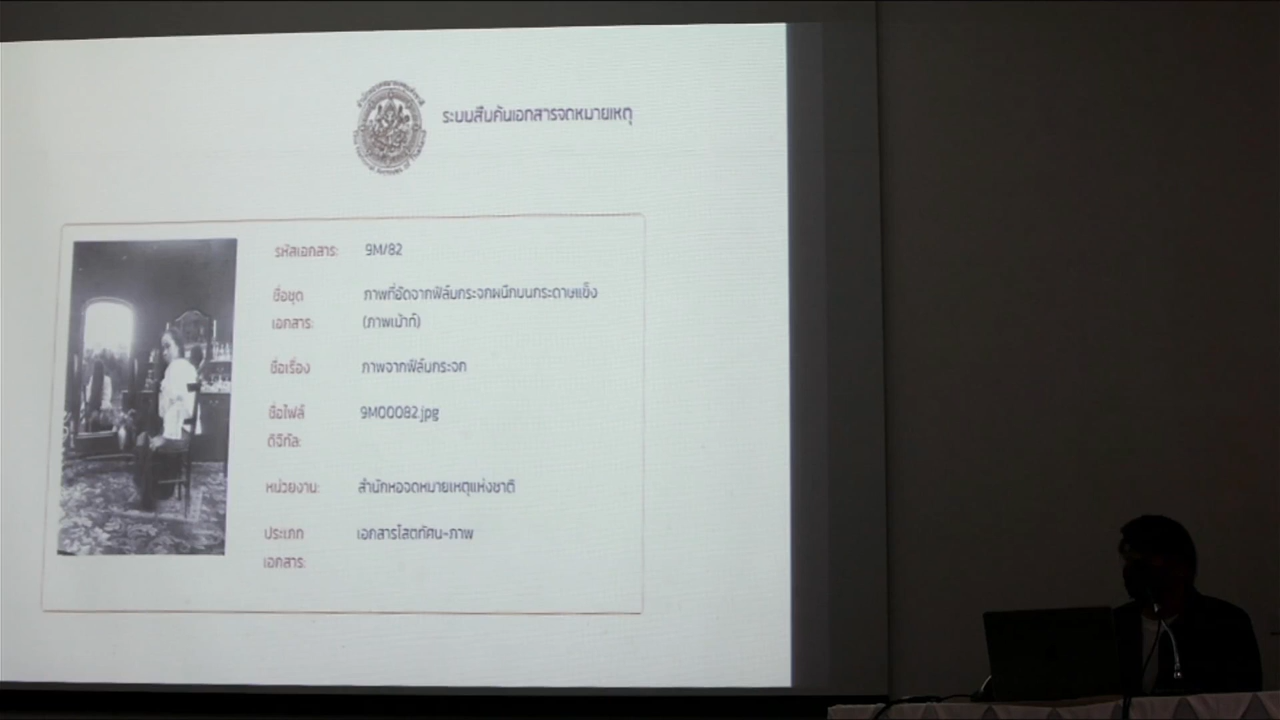 ระบบสืบค้นเอกสารจดหมายเหตุ
รหัสเอกสาร: 9M/82
ชื่อชุด ภาพที่อัดจากฟิล์มกระจกผนึกบนกระดาษแข็ง
เอกสาร: (ภาพเม้าท์)
ชื่อเรื่อง ภาพจากฟิล์มกระจก
ชื่อไฟล์ 9M00082.jpg
ดิจิทัล:
หน่วยงาน: สำนักหอจดหมายเหตุแห่งชาติ
ประเภท เอกสารโสตทัศน-ภาพ
เอกสาร: